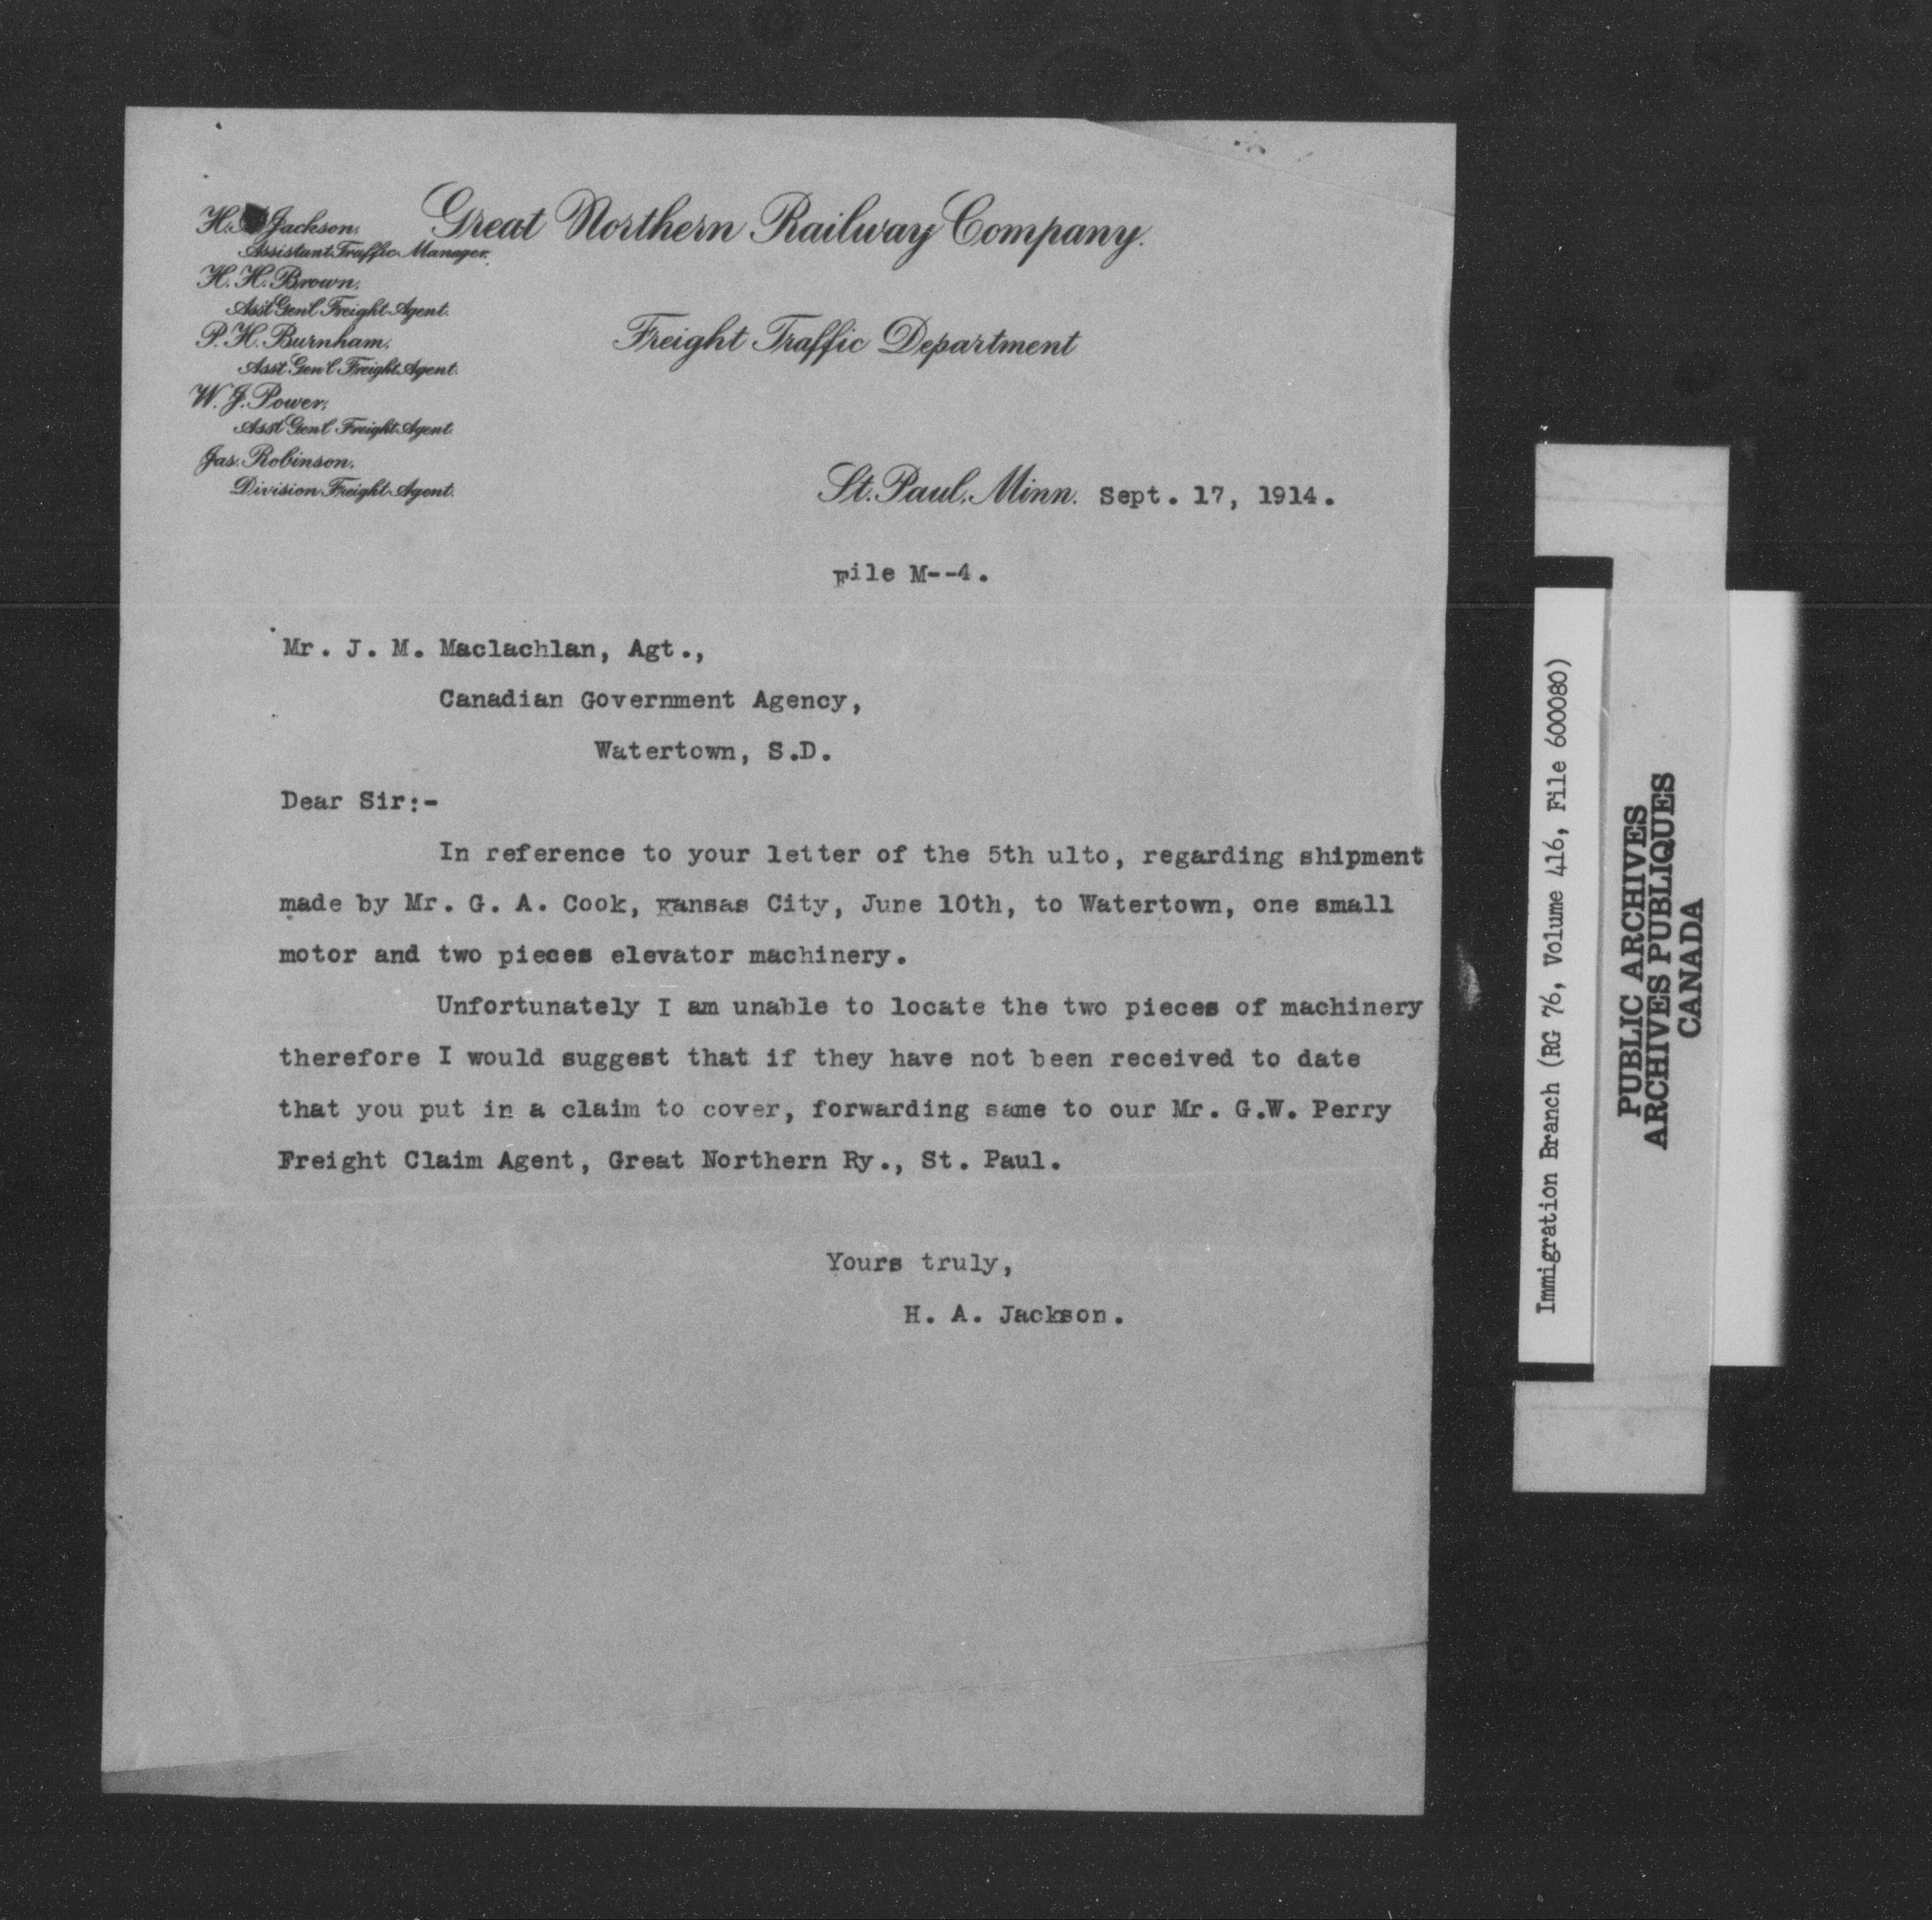 H. Jackson,
Assistant Traffic Manager.
H. H. Brown,
Ass't Gen'l Freight Agent.
P. H. Burnham,
Ass't Gen'l Freight Agent.
W. J. Power,
Ass't Gen'l Freight Agent.
Jas. Robinson,
Division Freight Agent.
Great Northern Railway Company.
Freight Traffic Department
St. Paul, Minn. Sept. 17, 1914.
File M--4.
Mr. J. M. Maclachlan, Agt.,
Canadian Government Agency,
Watertown, S.D.
Dear Sir:-
In reference to your letter of the 5th ulto, regarding shipment
made by Mr. G. A. Cook, Kansas City, June 10th, to Watertown, one small
motor and two pieces elevator machinery.
Unfortunately I am unable to locate the two pieces of machinery
therefore I would suggest that if they have not been received to date
that you put in a claim to cover, forwarding same to our Mr. G.W. Perry
Freight Claim Agent, Great Northern Ry., St. Paul.
Yours truly,
H. A. Jackson.
Immigration Branch (RG 76, Volume 416, File 600080)
PUBLIC ARCHIVES
ARCHIVES PUBLIQUES
CANADA